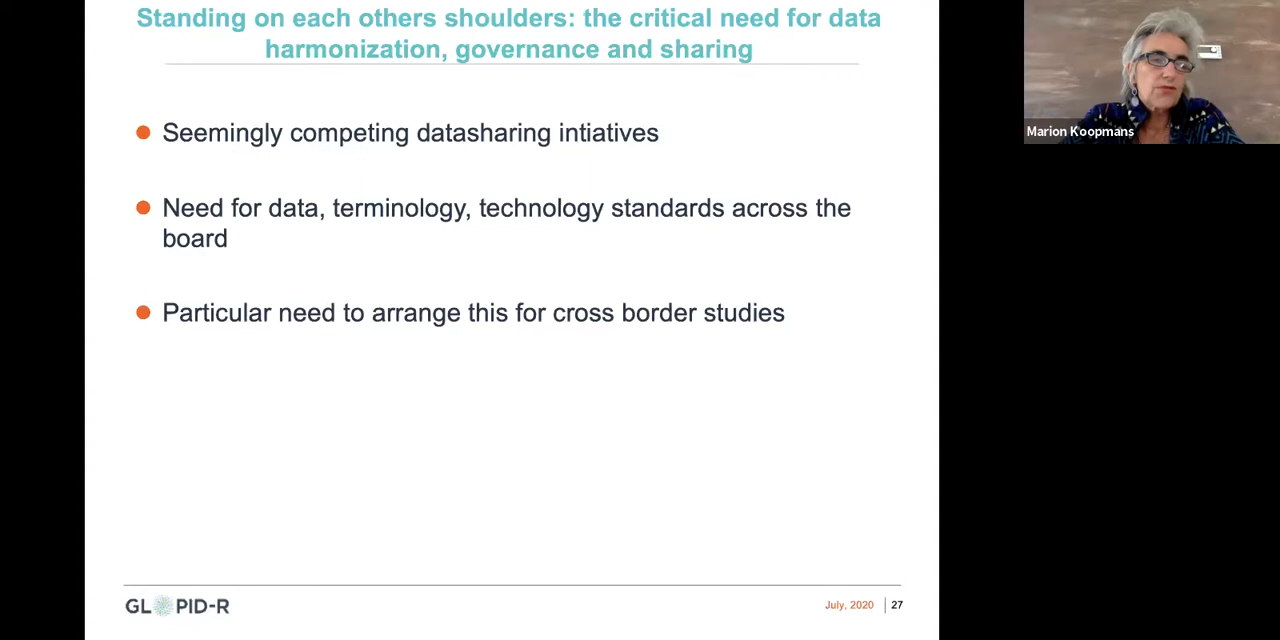 Standing on each others shoulders: the critical need for data
harmonization, governance and sharing
Seemingly competing datasharing intiatives
Need for data, terminology, technology standards across the
board
Particular need to arrange this for cross border studies
Marion Koopmans
GLOPID-R
July, 2020
27